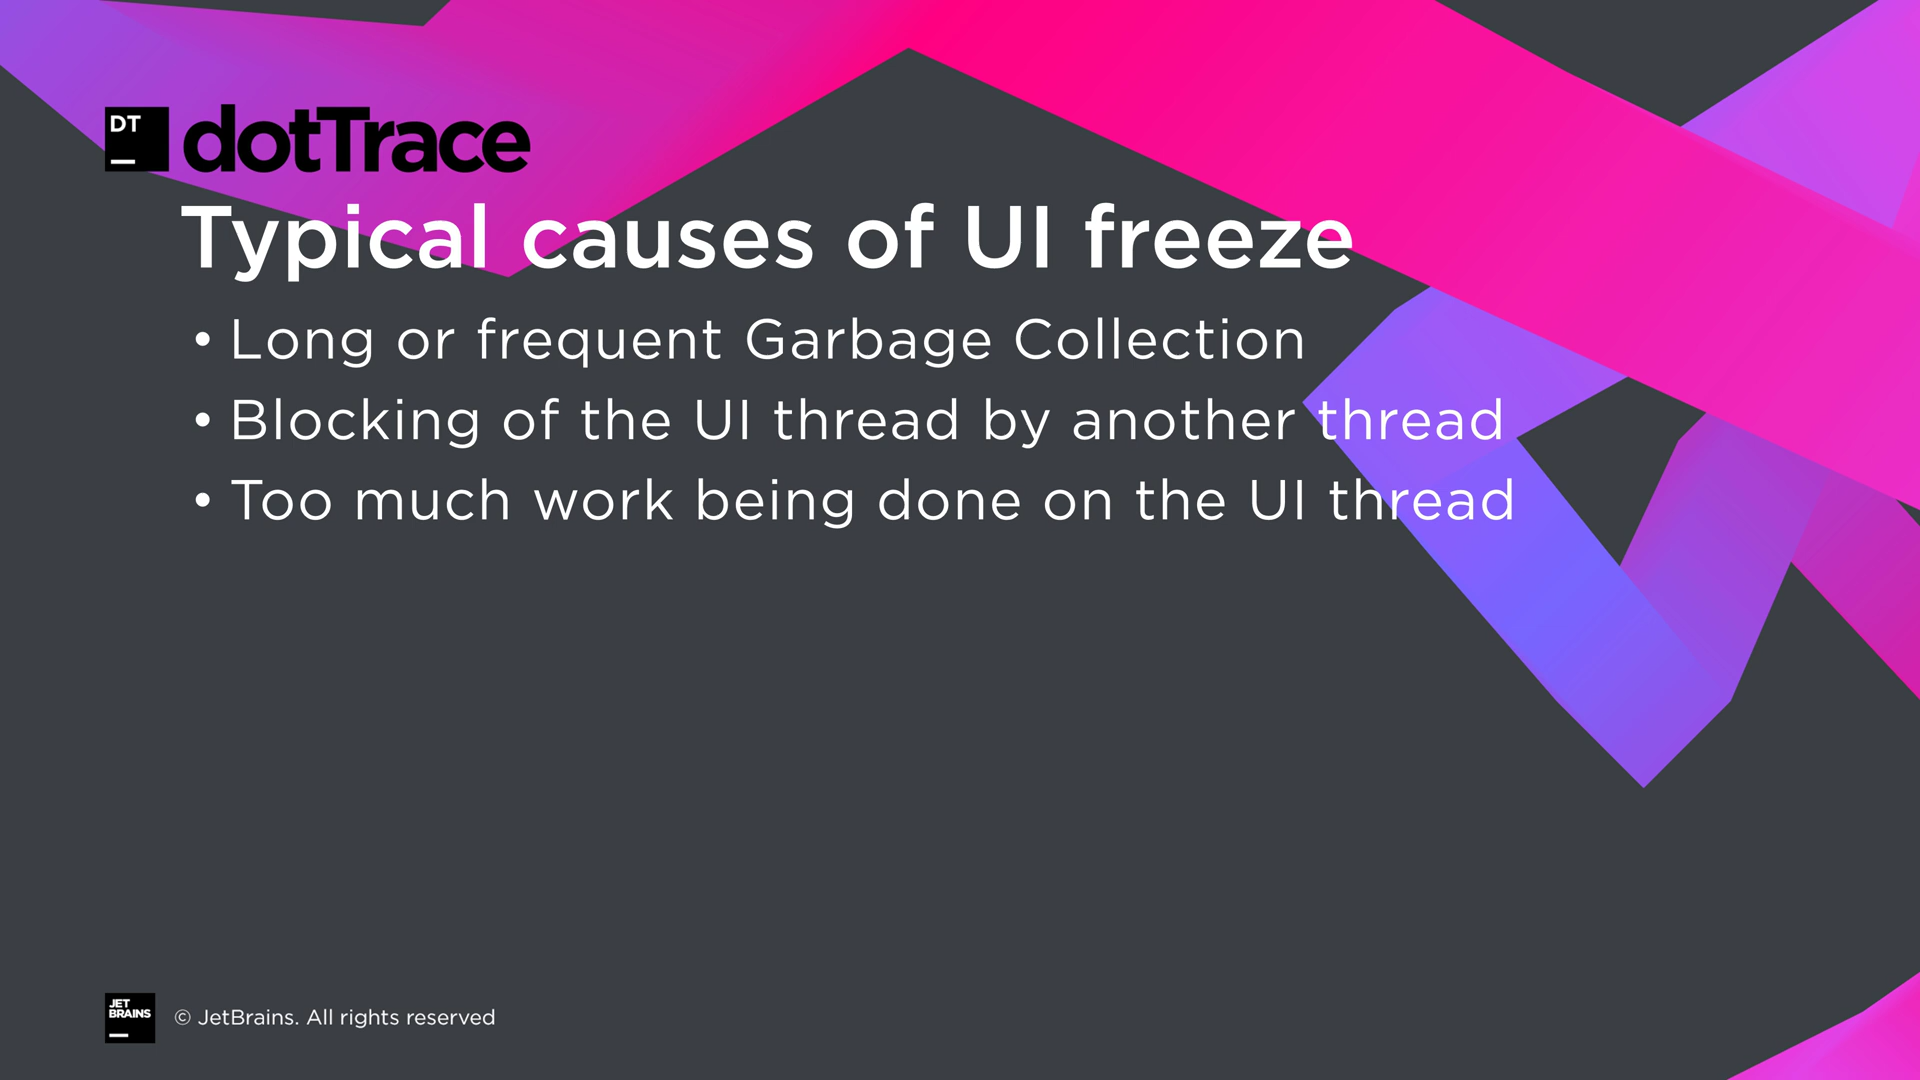 DT
dotTrace
Typical causes of UI freeze
• Long or frequent Garbage Collection
• Blocking of the UI thread by another thread
• Too much work being done on the UI thread
JET
BRAINS
© JetBrains. All rights reserved